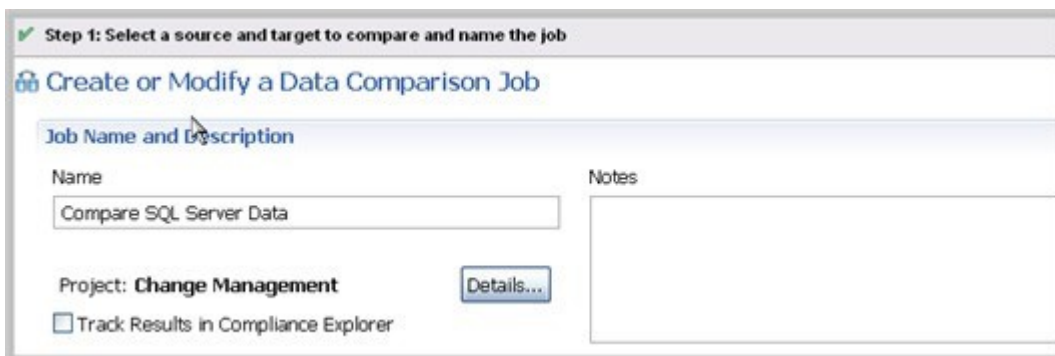 Step 1: Select a source and target to compare and name the job
Create or Modify a Data Comparison Job
Job Name and Description
Name
Notes
Compare SQL Server Data
Project: Change Management
Details...
Track Results in Compliance Explorer